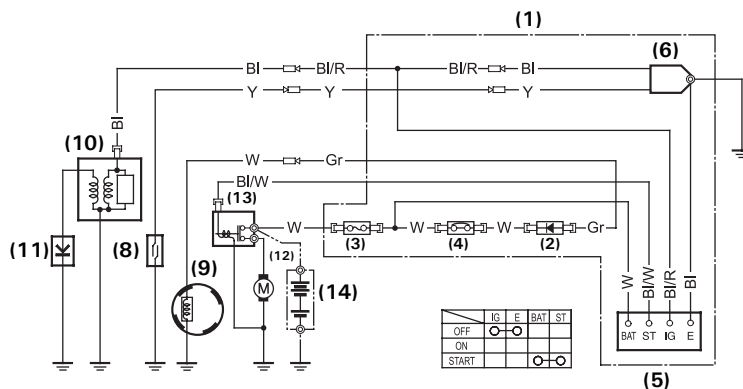 (1)
(6)
Bl Bl/R Bl/R Bl
Y Y
Bl
(10)
W Gr
Bl/W
(13)
W W W Gr
(3) (4) (2)
(11) (8) (9) (12)
M
(14)
W Bl/W Bl/R Bl
IG E BAT ST
OFF
ON
START
BAT ST IG E
(5)